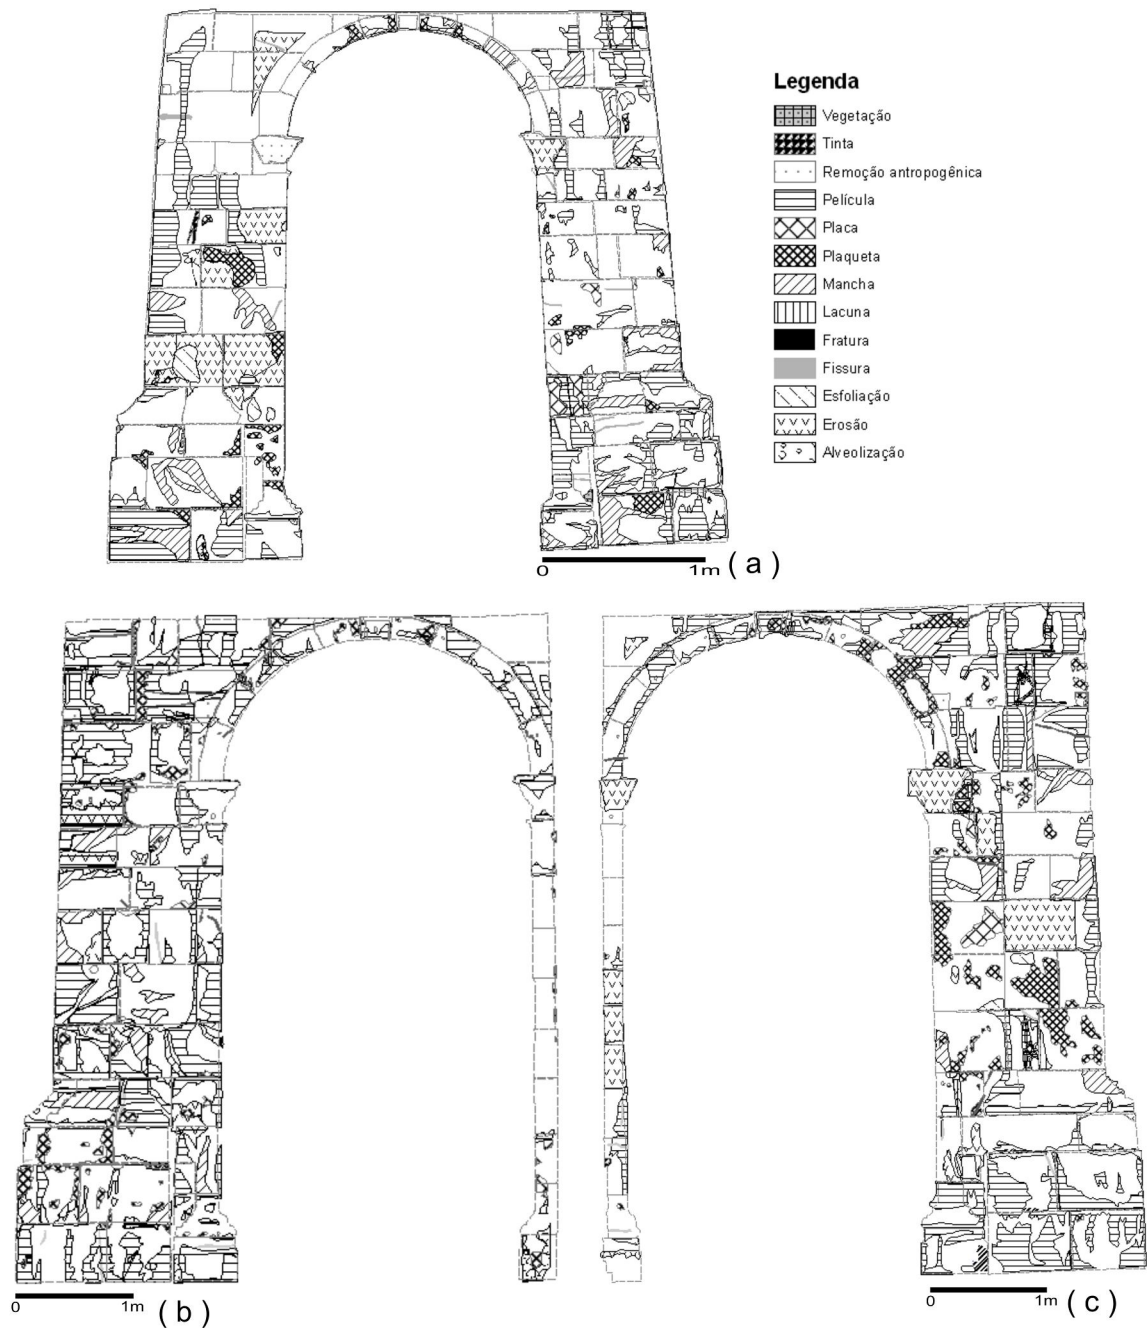 Legenda
Vegetação
Tinta
Remoção antropogênica
Película
Placa
Plaqueta
Mancha
Lacuna
Fratura
Fissura
Esfoliação
Erosão
Alveolização
0 1m ( a )
0 1m ( b )
0 1m ( c )